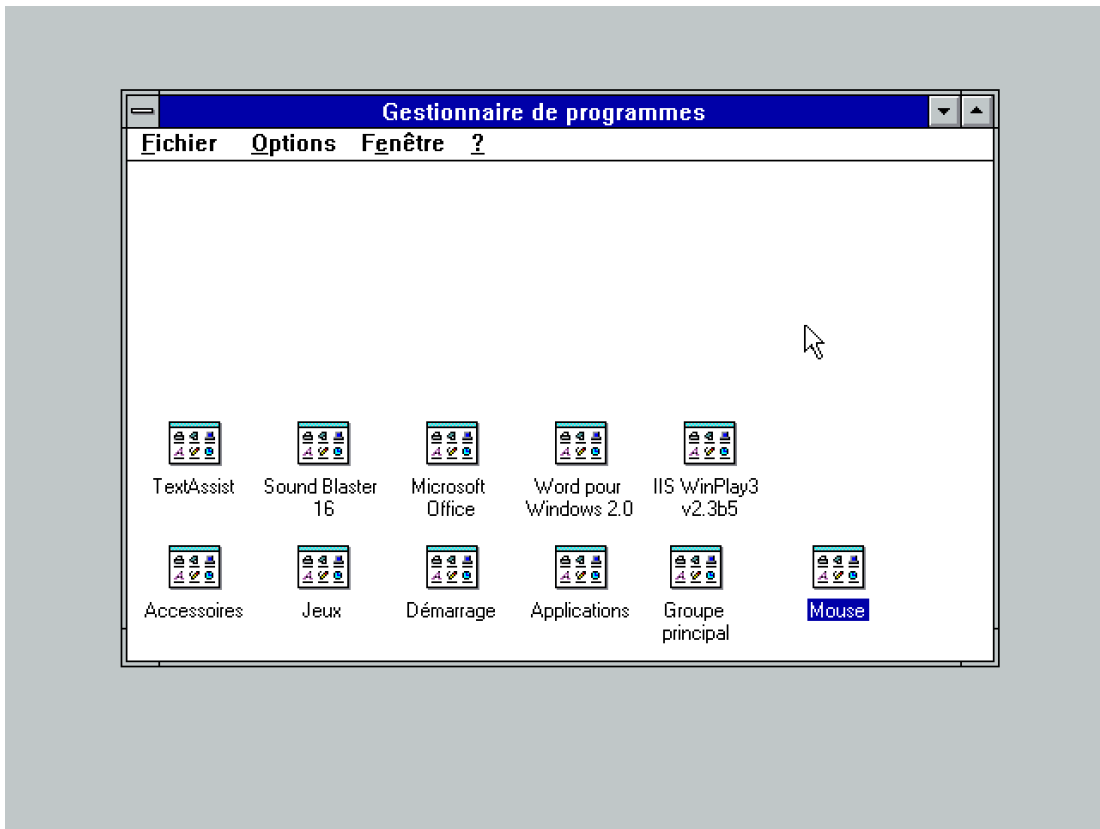 Gestionnaire de programmes
Fichier Options Fenêtre ?
TextAssist
Sound Blaster
16
Microsoft
Office
Word pour
Windows 2.0
IIS WinPlay3
v2.3b5
Accessoires
Jeux
Démarrage
Applications
Groupe
principal
Mouse